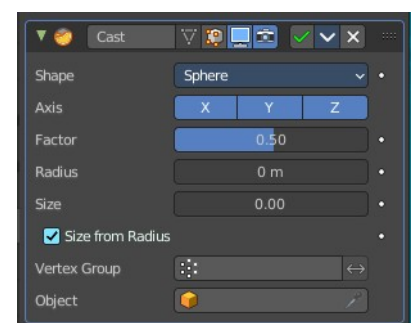 Cast
Shape Sphere
Axis X Y Z
Factor 0.50
Radius 0 m
Size 0.00
Size from Radius
Vertex Group
Object